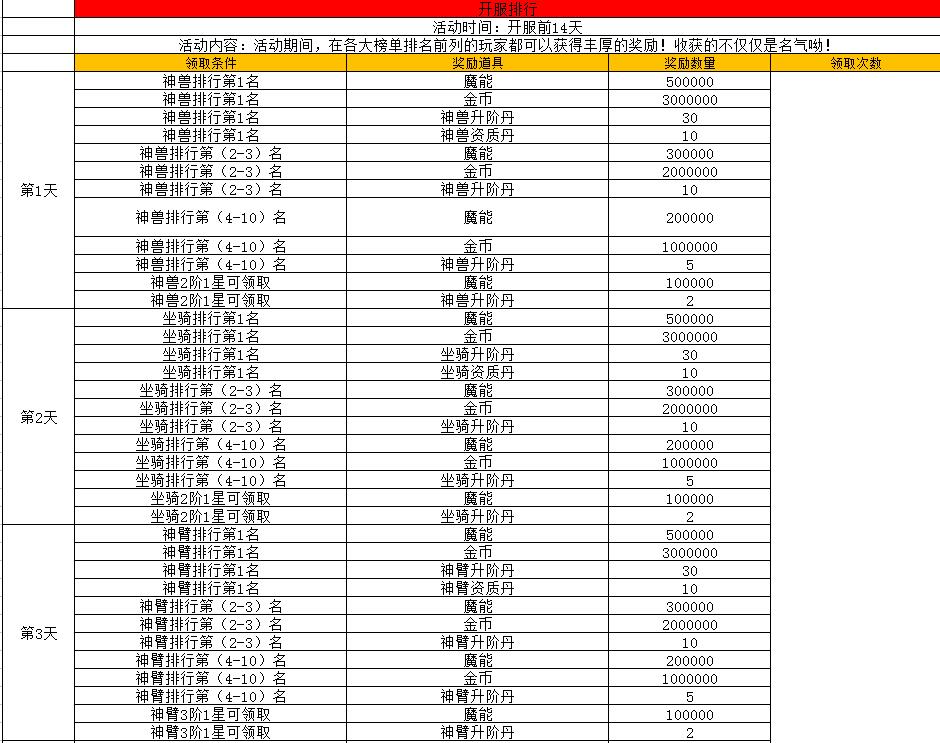 开服排行
活动时间：开服前14天
活动内容：活动期间，在各大榜单排名前列的玩家都可以获得丰厚的奖励！收获的不仅仅是名气呦！
领取条件 奖励道具 奖励数量 领取次数
第1天
神兽排行第1名 魔能 500000
神兽排行第1名 金币 3000000
神兽排行第1名 神兽升阶丹 30
神兽排行第1名 神兽资质丹 10
神兽排行第（2-3）名 魔能 300000
神兽排行第（2-3）名 金币 2000000
神兽排行第（2-3）名 神兽升阶丹 10
神兽排行第（4-10）名 魔能 200000
神兽排行第（4-10）名 金币 1000000
神兽排行第（4-10）名 神兽升阶丹 5
神兽2阶1星可领取 魔能 100000
神兽2阶1星可领取 神兽升阶丹 2
第2天
坐骑排行第1名 魔能 500000
坐骑排行第1名 金币 3000000
坐骑排行第1名 坐骑升阶丹 30
坐骑排行第1名 坐骑资质丹 10
坐骑排行第（2-3）名 魔能 300000
坐骑排行第（2-3）名 金币 2000000
坐骑排行第（2-3）名 坐骑升阶丹 10
坐骑排行第（4-10）名 魔能 200000
坐骑排行第（4-10）名 金币 1000000
坐骑排行第（4-10）名 坐骑升阶丹 5
坐骑2阶1星可领取 魔能 100000
坐骑2阶1星可领取 坐骑升阶丹 2
第3天
神臂排行第1名 魔能 500000
神臂排行第1名 金币 3000000
神臂排行第1名 神臂升阶丹 30
神臂排行第1名 神臂资质丹 10
神臂排行第（2-3）名 魔能 300000
神臂排行第（2-3）名 金币 2000000
神臂排行第（2-3）名 神臂升阶丹 10
神臂排行第（4-10）名 魔能 200000
神臂排行第（4-10）名 金币 1000000
神臂排行第（4-10）名 神臂升阶丹 5
神臂3阶1星可领取 魔能 100000
神臂3阶1星可领取 神臂升阶丹 2